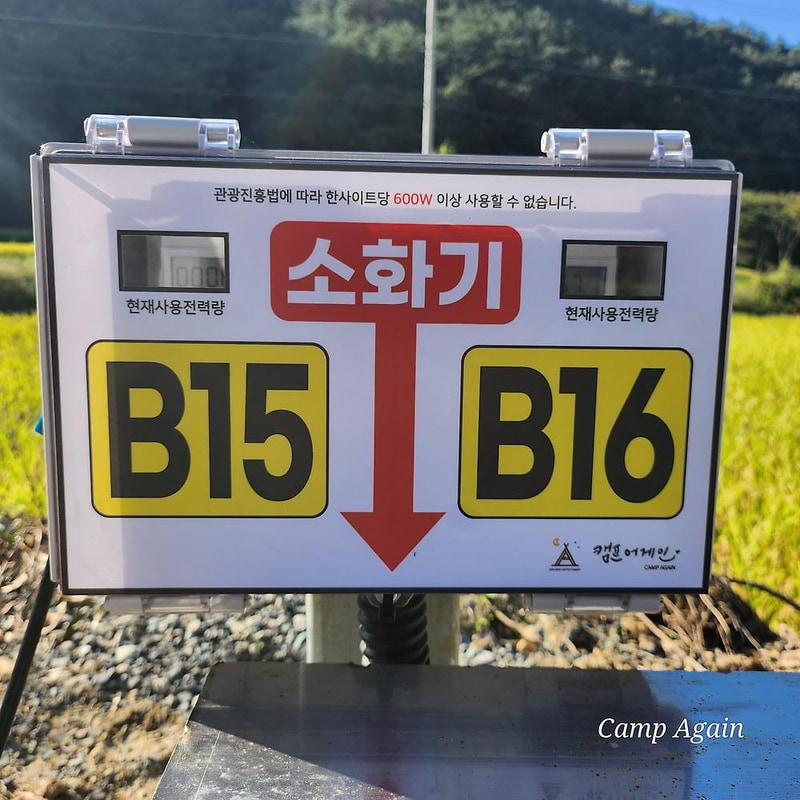 관광진흥법에 따라 한사이트당 600W 이상 사용할 수 없습니다.
소화기
현재사용전력량
현재사용전력량
B15
B16
캠프어게인
CAMP AGAIN
Camp Again